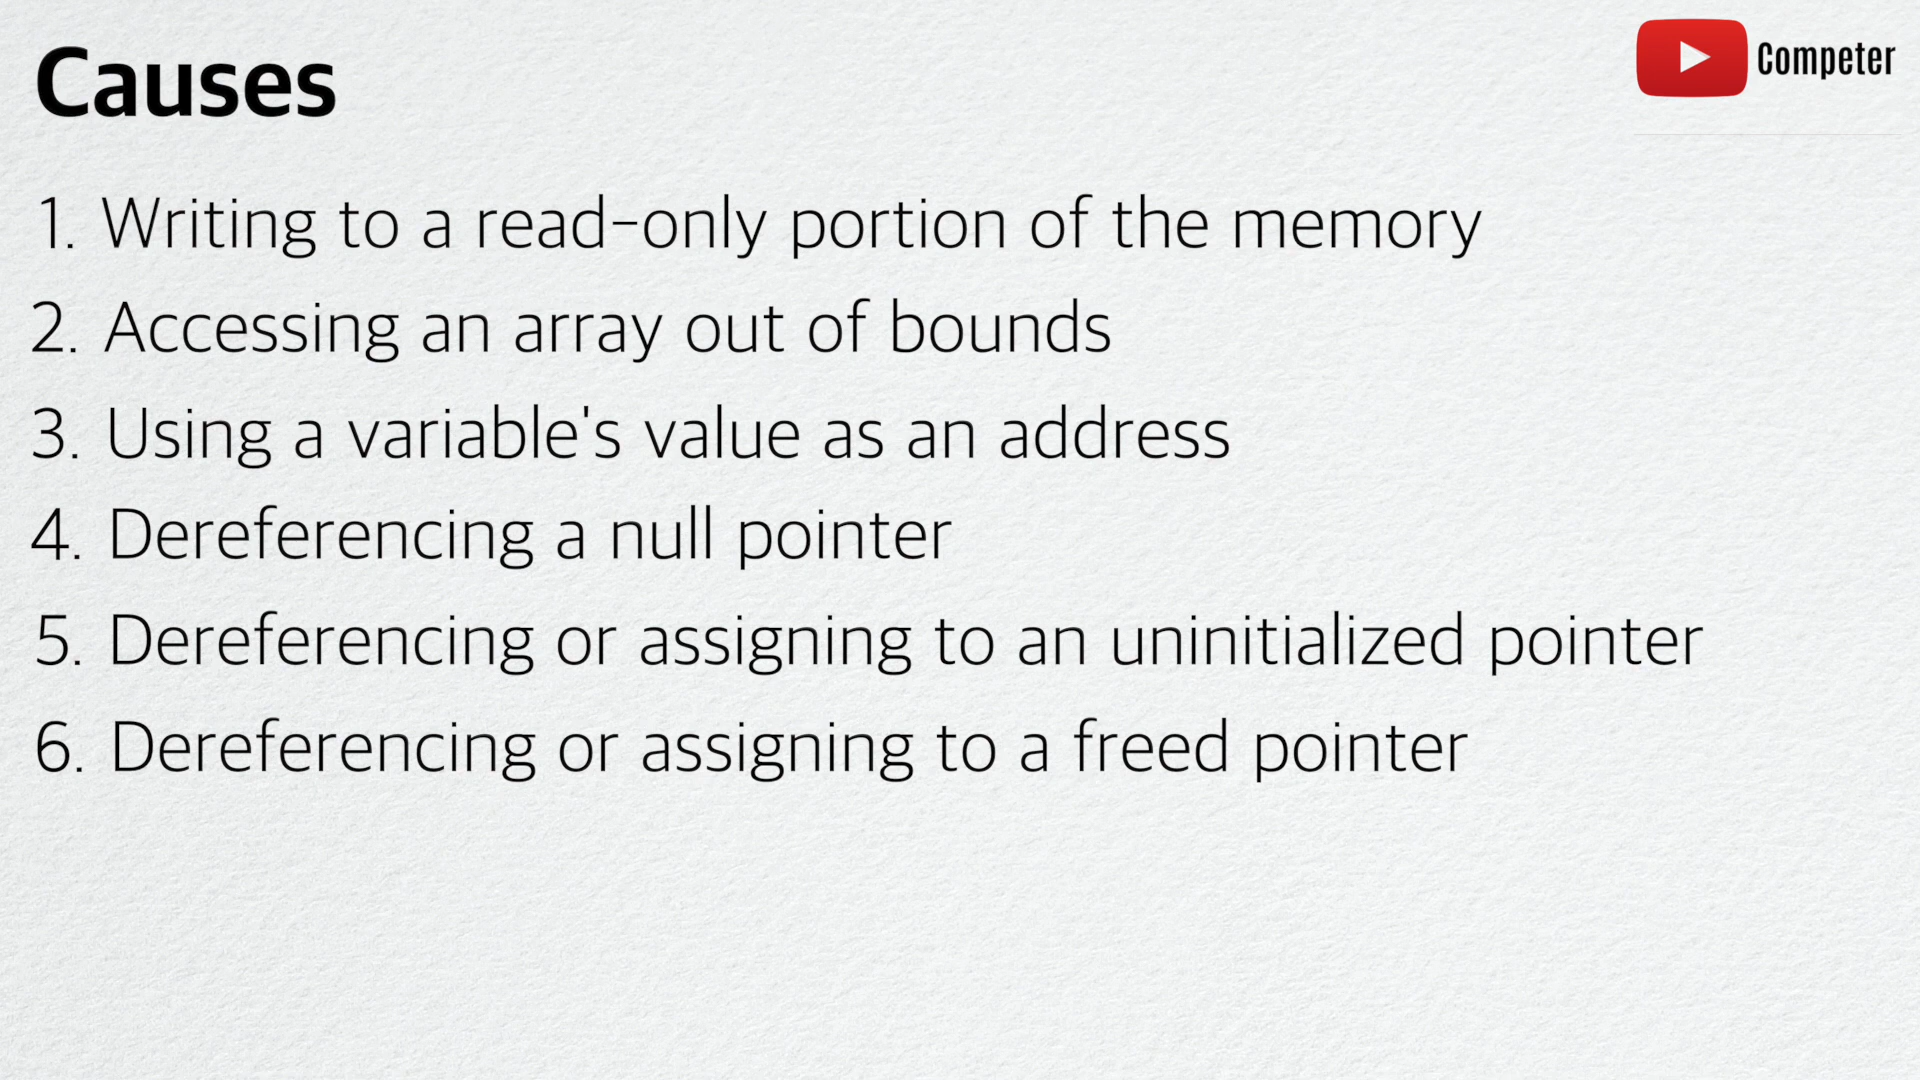 Causes
Competer
1. Writing to a read-only portion of the memory
2. Accessing an array out of bounds
3. Using a variable's value as an address
4. Dereferencing a null pointer
5. Dereferencing or assigning to an uninitialized pointer
6. Dereferencing or assigning to a freed pointer